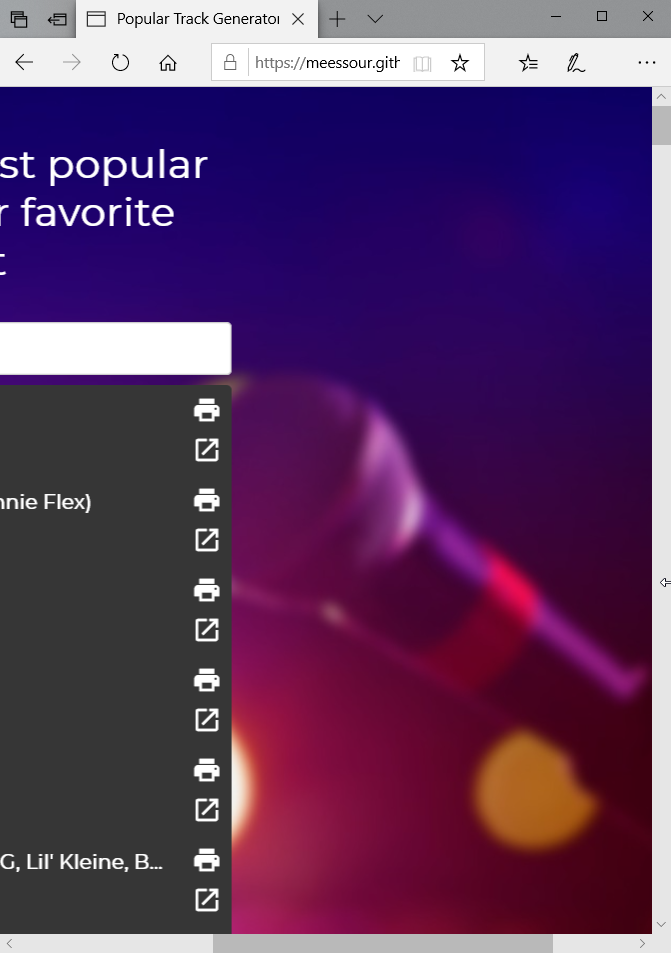 Popular Track Generator
https://meessour.gith
st popular
r favorite
t
nnie Flex)
G, Lil' Kleine, B...